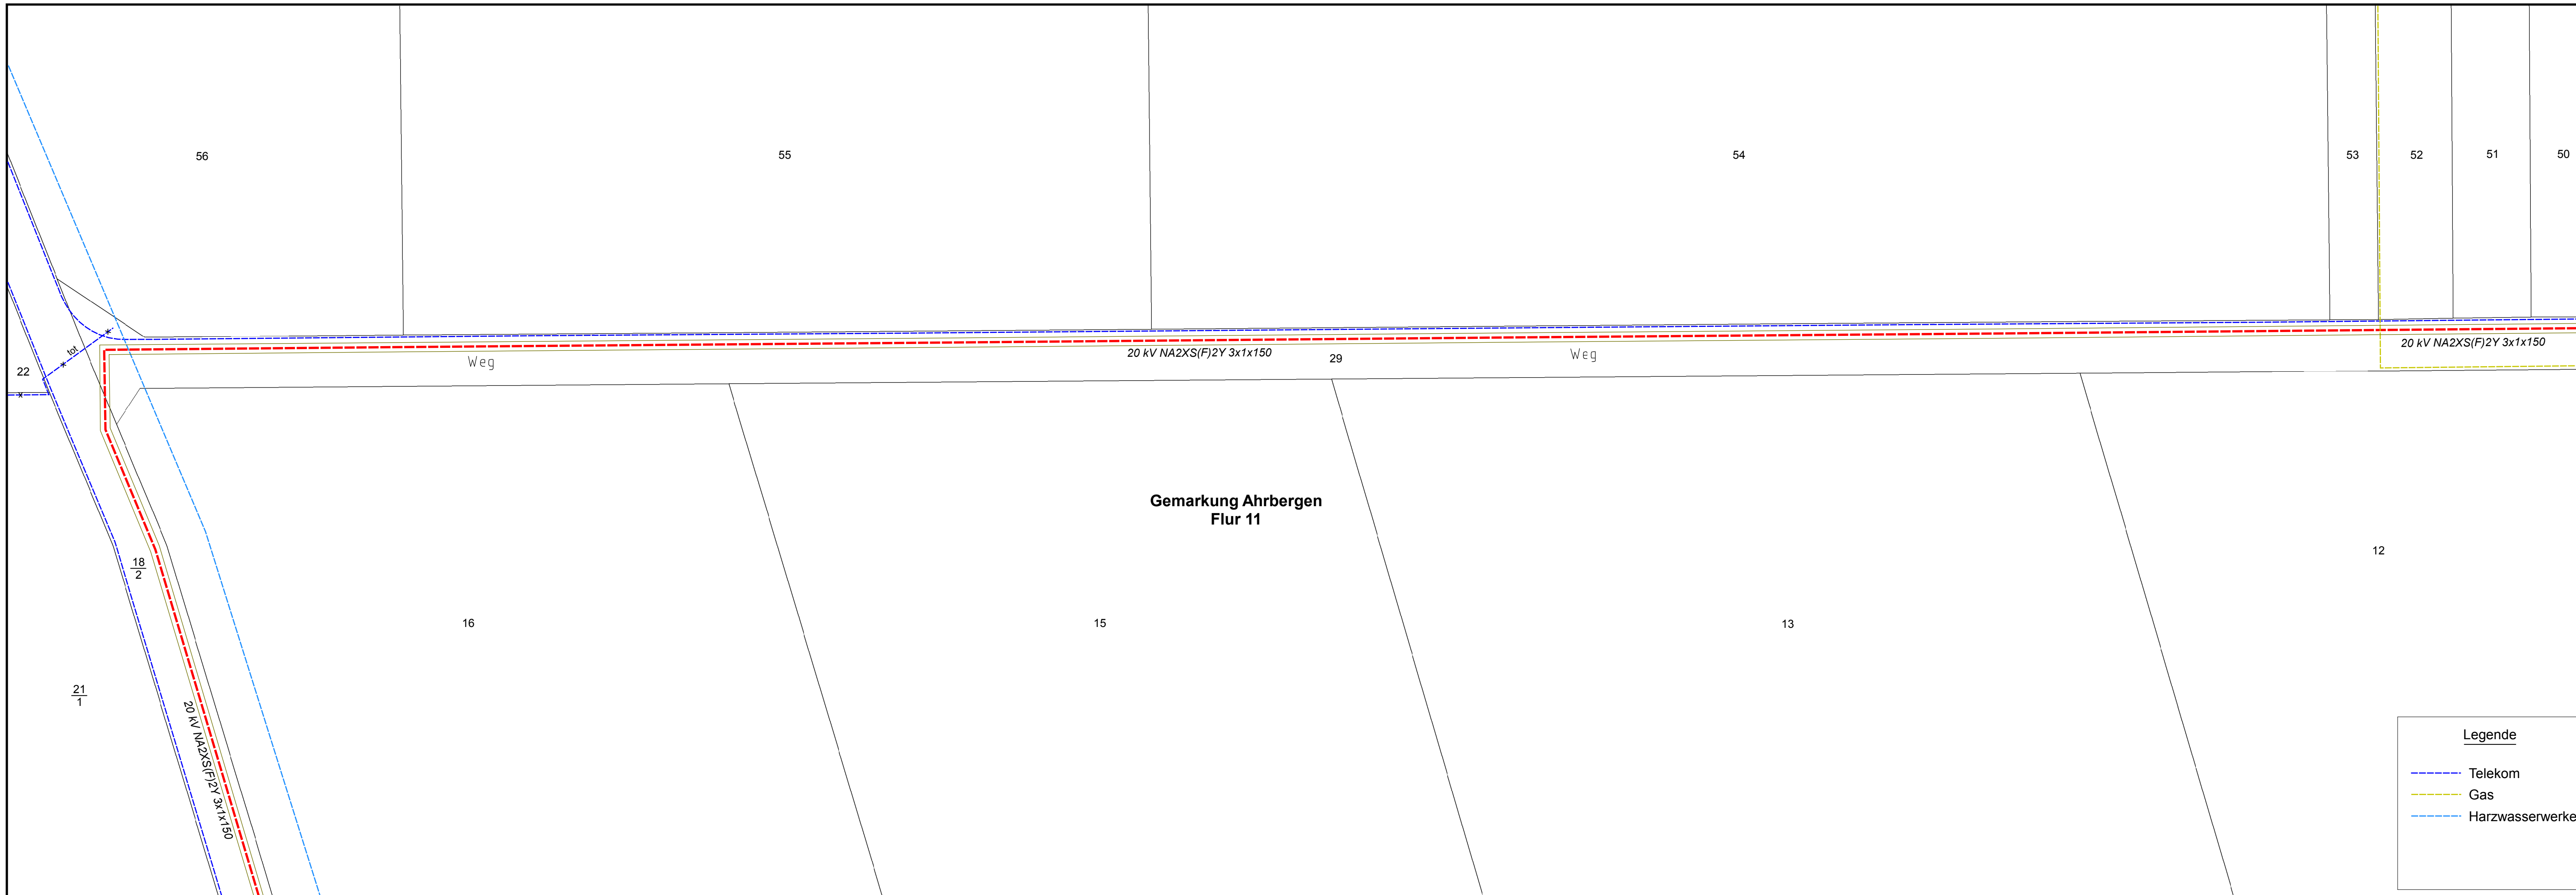 56
55
54
53
52
51
50
tot
22
Weg
20 kV NA2XS(F)2Y 3x1x150
29
Weg
20 kV NA2XS(F)2Y 3x1x150
Gemarkung Ahrbergen
Flur 11
12
18
2
16
15
13
21
1
20 kV NA2XS(F)2Y 3x1x150
Legende
Telekom
Gas
Harzwasserwerke